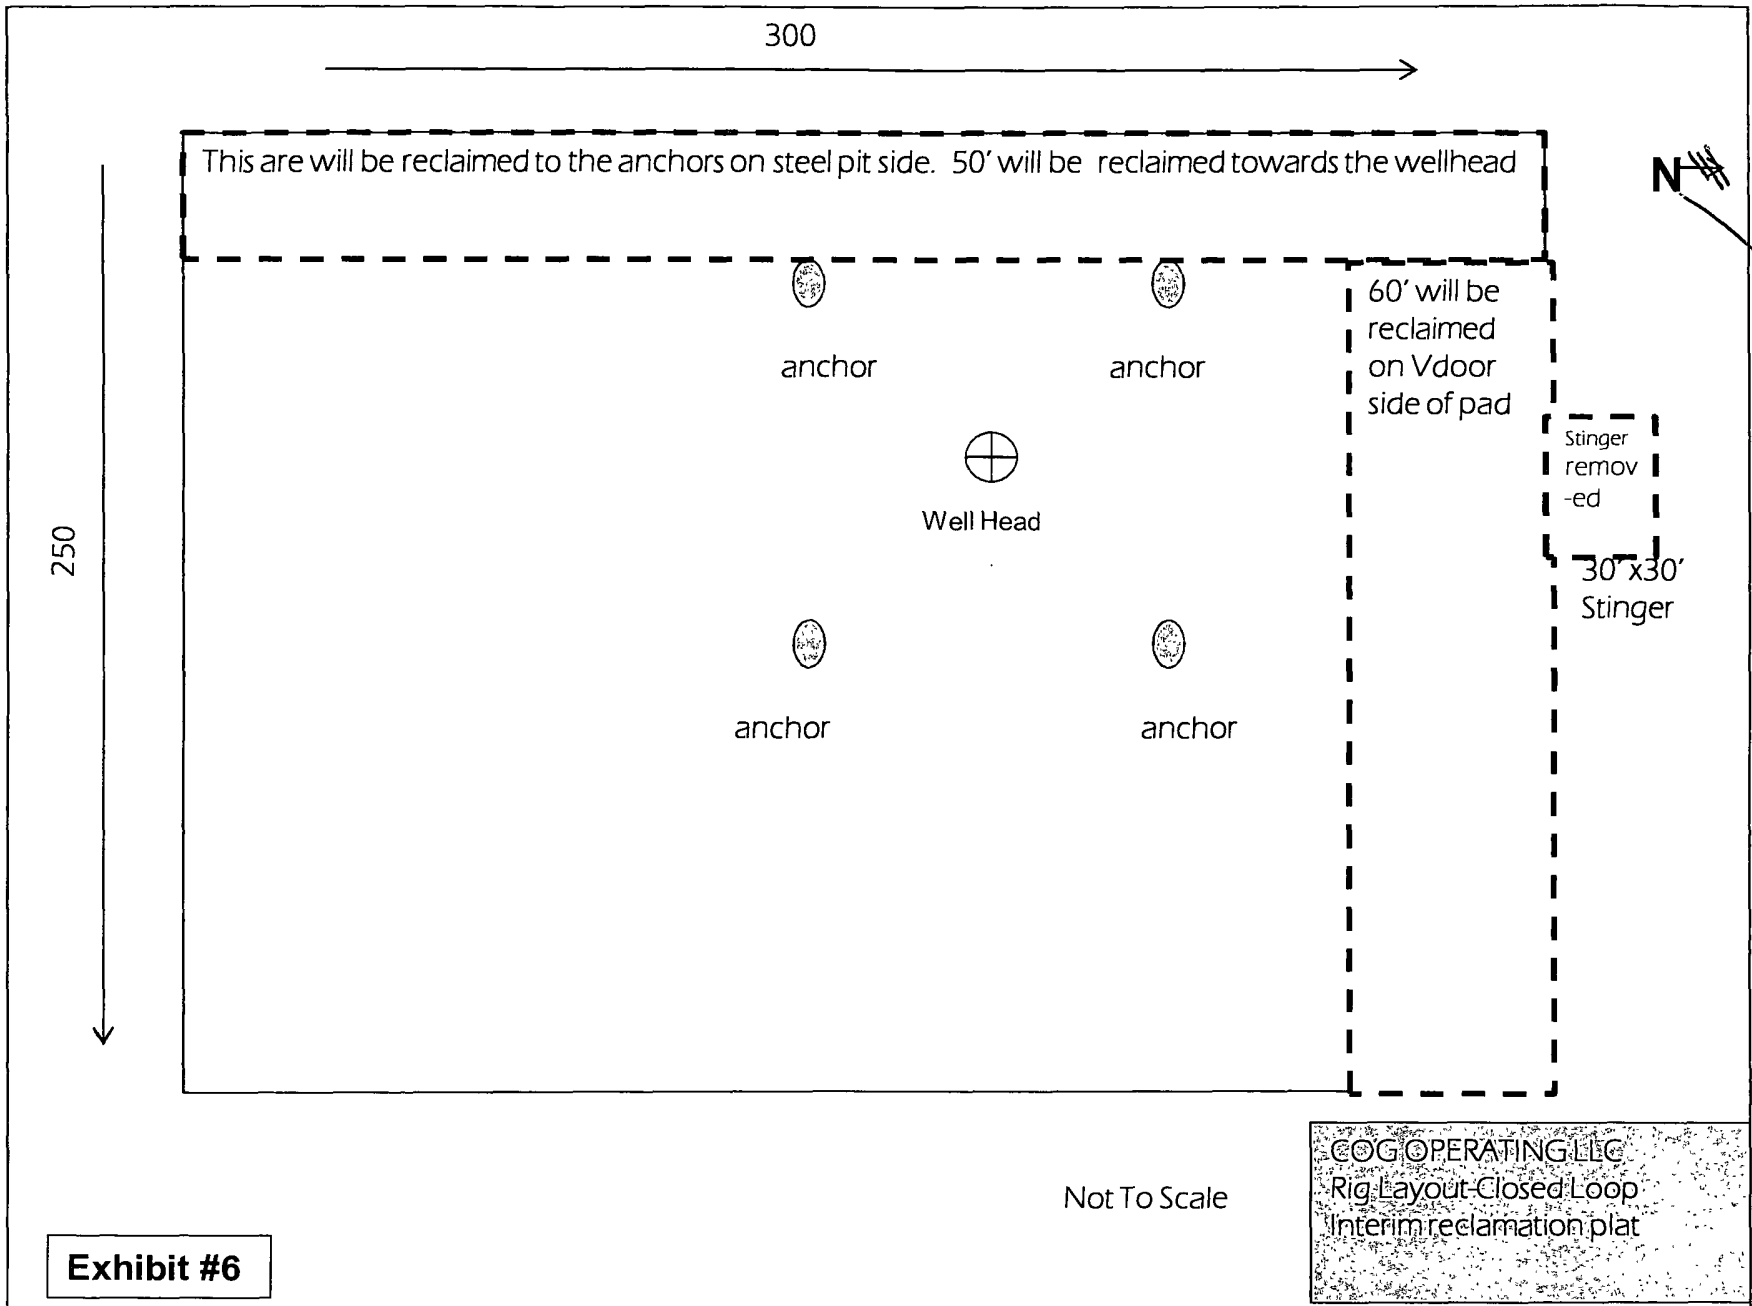 300
This are will be reclaimed to the anchors on steel pit side. 50' will be reclaimed towards the wellhead
N
60' will be
reclaimed
on Vdoor
side of pad
anchor
anchor
Stinger
remov
-ed
Well Head
250
30' x30'
Stinger
anchor
anchor
Not To Scale
COG OPERATING LLC
Rig Layout-Closed Loop
Interim reclamation plat
Exhibit #6